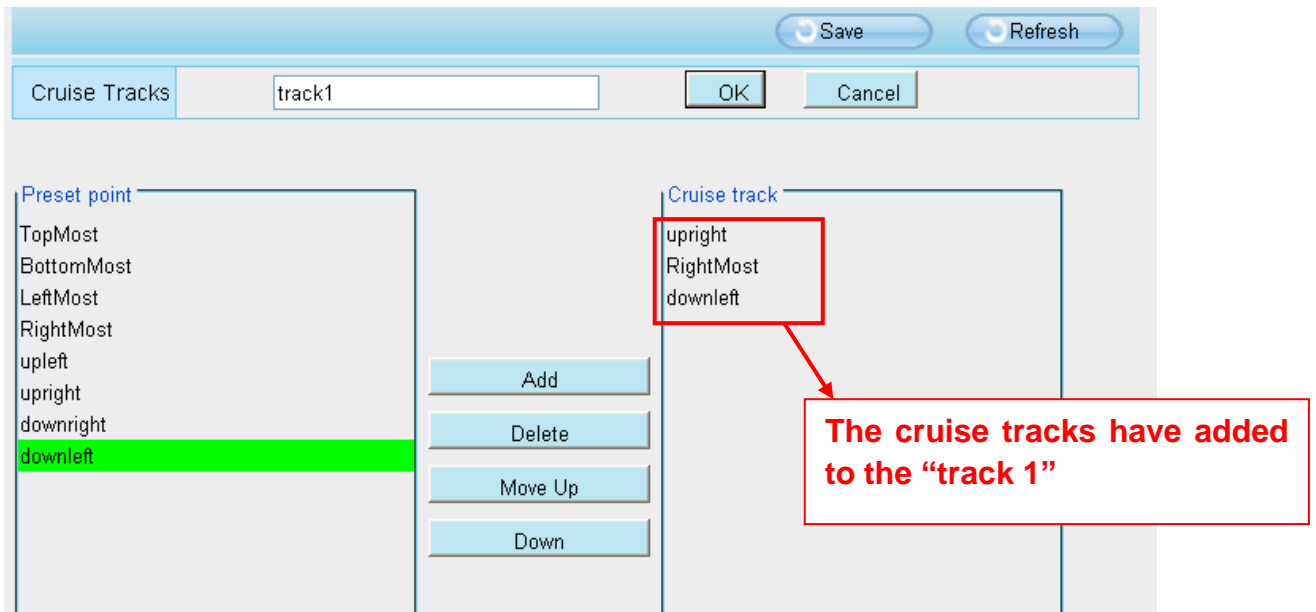 Save Refresh
Cruise Tracks track1 OK Cancel
Preset point
TopMost
BottomMost
LeftMost
RightMost
upleft
upright
downright
downleft
Add
Delete
Move Up
Down
Cruise track
upright
RightMost
downleft
The cruise tracks have added
to the “track 1”